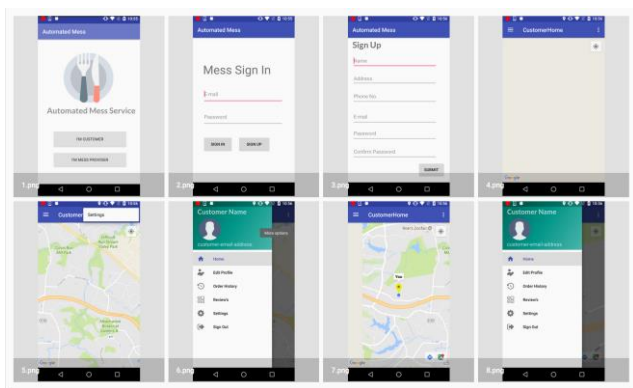 Automated Mess
Automated Mess Service
I'M CUSTOMER
I'M MESS PROVIDER
1.png
Automated Mess
Mess Sign In
E-mail
Password
SIGN IN SIGN UP
2.png
Automated Mess
Sign Up
Name
Address
Phone No.
E-mail
Password
Confirm Password
SUBMIT
3.png
CustomerHome
Google
4.png
Customer
Settings
Google
5.png
Customer Name
customer-email-address
More options
Home
Edit Profile
Order History
Settings
Sign Out
6.png
CustomerHome
You
Google
7.png
Customer Name
customer-email-address
Home
Edit Profile
Order History
Settings
Sign Out
8.png